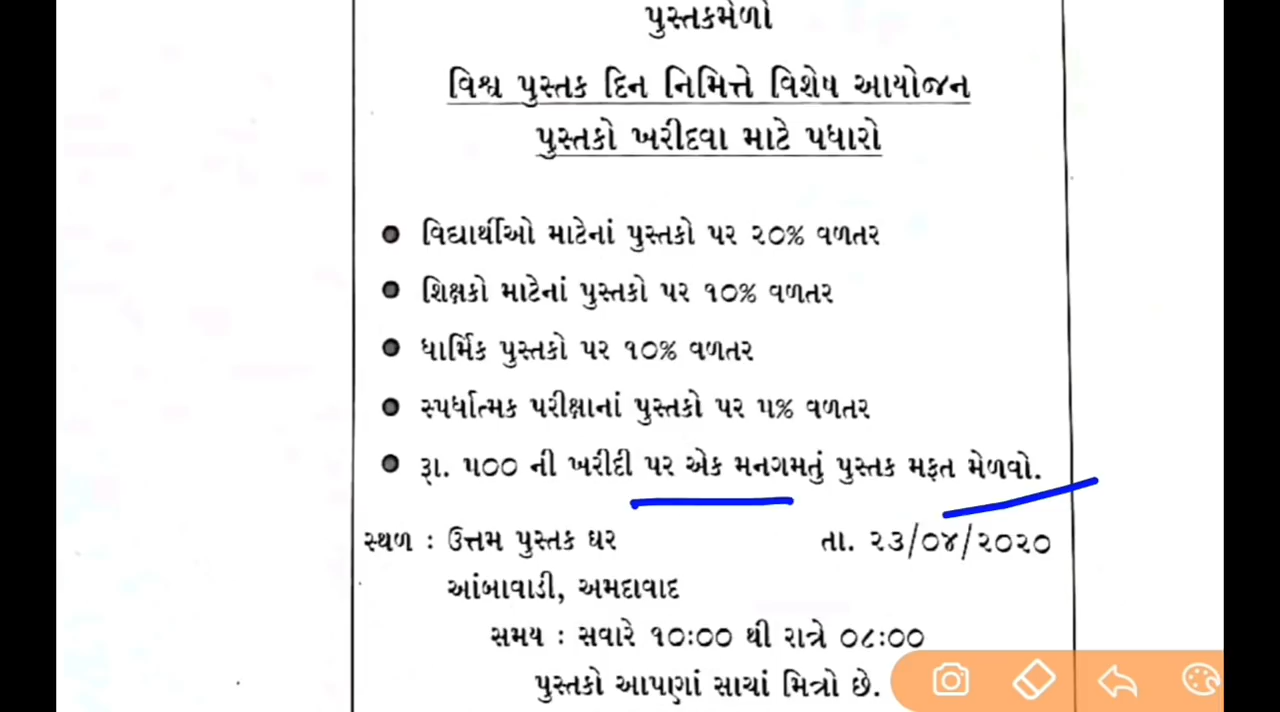 પુસ્તકમેળો
વિશ્વ પુસ્તક દિન નિમિત્તે વિશેષ આયોજન
પુસ્તકો ખરીદવા માટે પધારો
વિદ્યાર્થીઓ માટેનાં પુસ્તકો પર ૨૦% વળતર
શિક્ષકો માટેનાં પુસ્તકો પર ૧૦% વળતર
ધાર્મિક પુસ્તકો પર ૧૦% વળતર
સ્પર્ધાત્મક પરીક્ષાનાં પુસ્તકો પર ૫% વળતર
રૂા. ૫૦૦ ની ખરીદી પર એક મનગમતું પુસ્તક મફત મેળવો.
સ્થળ : ઉત્તમ પુસ્તક ઘર તા. ૨૩/૦૪/૨૦૨૦
આંબાવાડી, અમદાવાદ
સમય : સવારે ૧૦:૦૦ થી રાત્રે ૦૮:૦૦
પુસ્તકો આપણાં સાચાં મિત્રો છે.